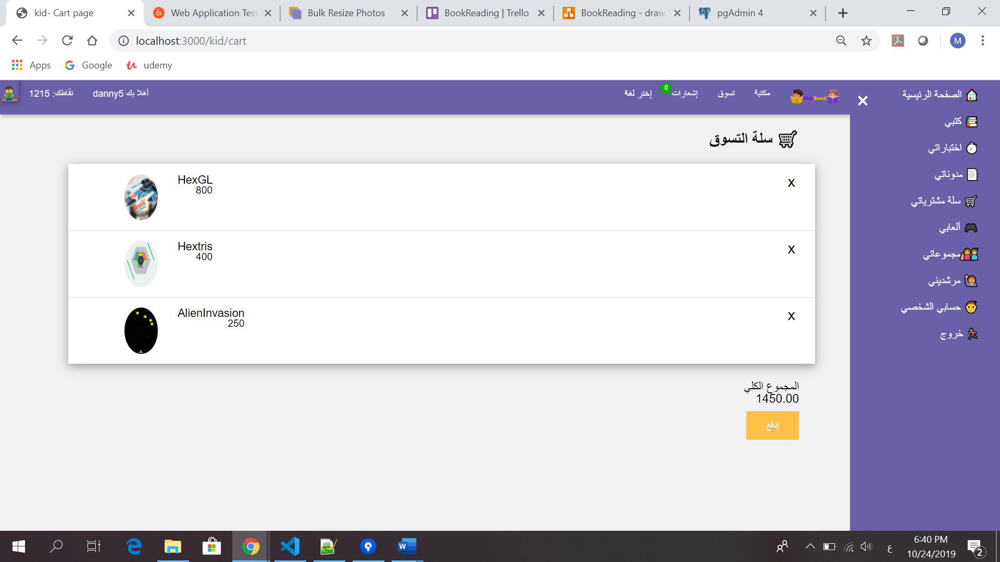 kid- Cart page
Web Application Test
Bulk Resize Photos
BookReading | Trello
BookReading - draw.
pgAdmin 4
localhost:3000/kid/cart
M
Apps
Google
udemy
الصفحة الرئيسية
كتبي
اختباراتي
مدوناتي
سلة مشترياتي
ألعابي
مجموعاتي
مرشديني
حسابي الشخصي
خروج
KidsRead
مكتبة
تسوق
إشعارات
0
إختر لغة
أهلا بك danny5
نقاطك: 1215
سلة التسوق
HexGL
800
x
Hextris
400
x
AlienInvasion
250
x
المجموع الكلي
1450.00
إدفع
ع
6:40 PM
10/24/2019
2